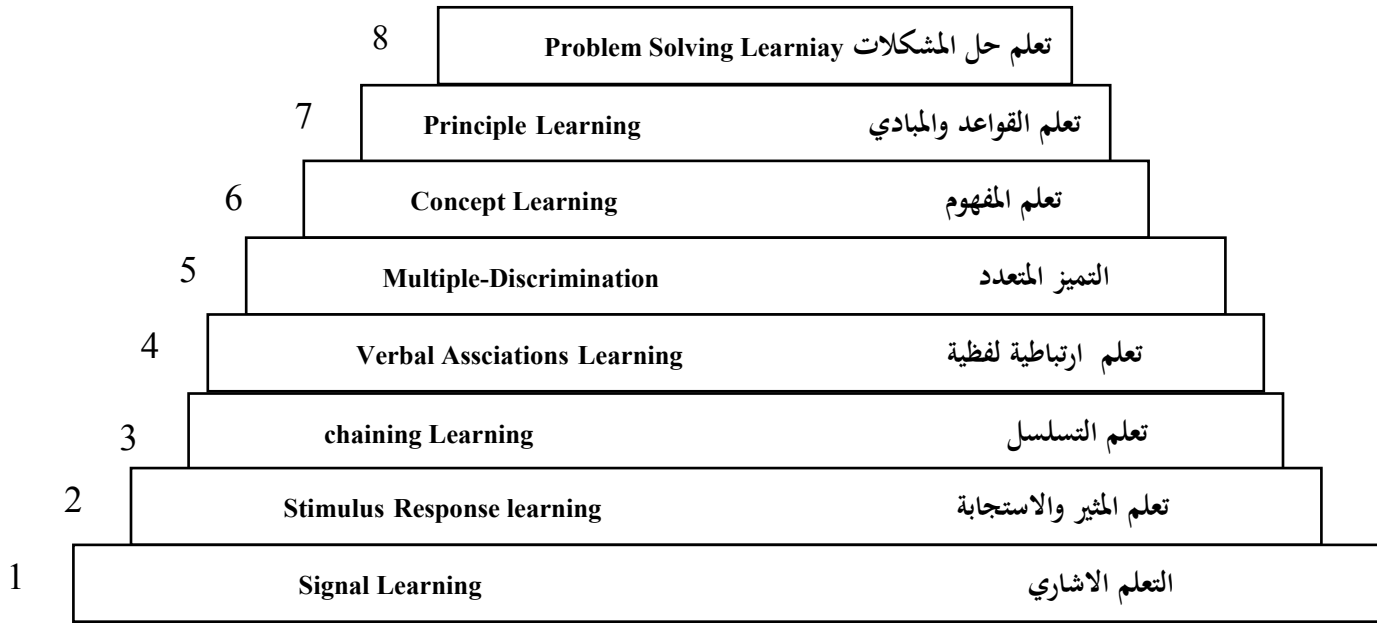 8 Problem Solving Learniay تعلم حل المشكلات
7 Principle Learning تعلم القواعد والمبادي
6 Concept Learning تعلم المفهوم
5 Multiple-Discrimination التميز المتعدد
4 Verbal Assciations Learning تعلم ارتباطية لفظية
3 chaining Learning تعلم التسلسل
2 Stimulus Response learning تعلم المثير والاستجابة
1 Signal Learning التعلم الاشاري